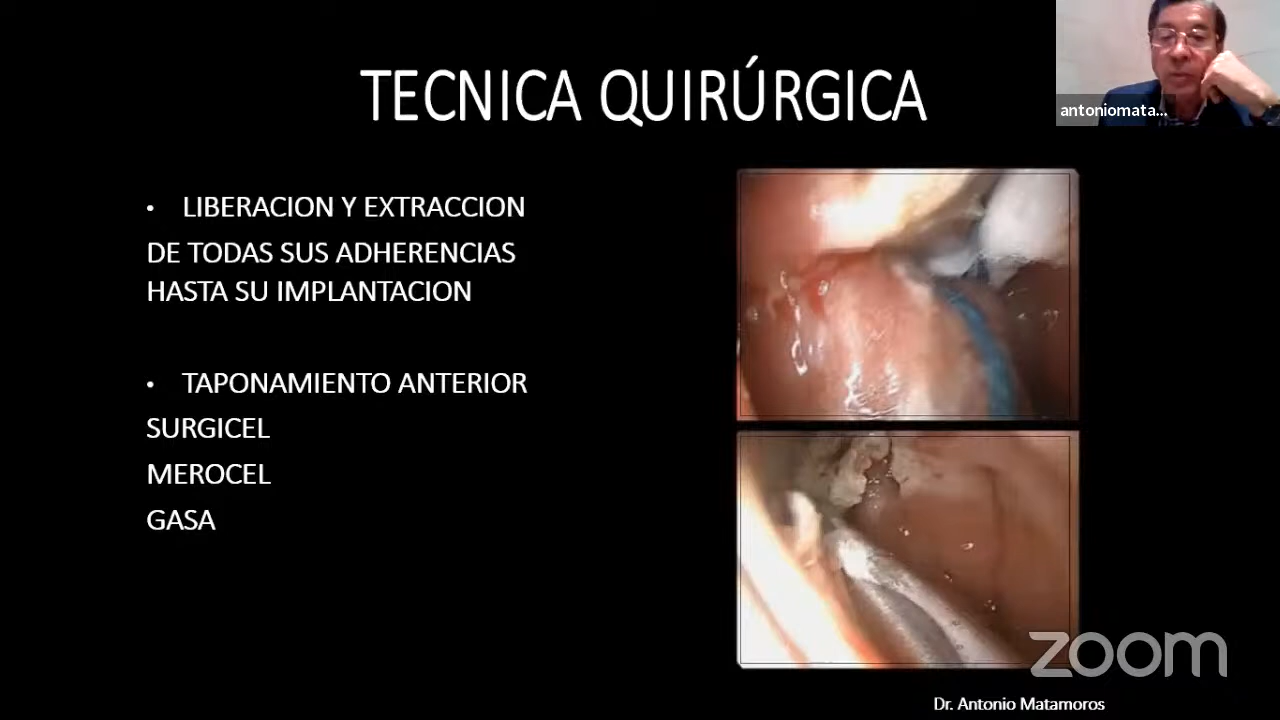 TECNICA QUIRÚRGICA
antoniomata...
• LIBERACION Y EXTRACCION
DE TODAS SUS ADHERENCIAS
HASTA SU IMPLANTACION
• TAPONAMIENTO ANTERIOR
SURGICEL
MEROCEL
GASA
zoom
Dr. Antonio Matamoros